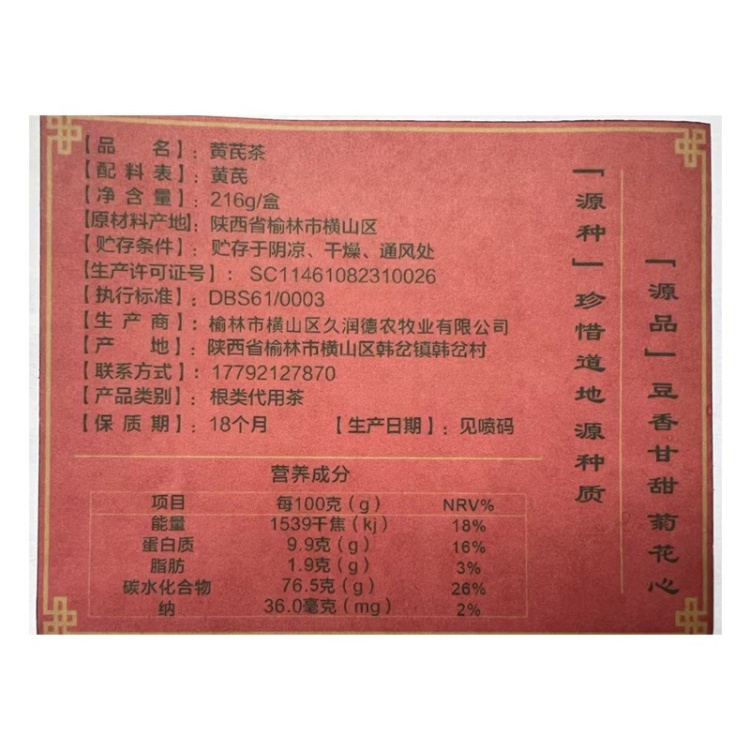 【品名】：黄芪茶
【配料表】：黄芪
【净含量】：216g/盒
【原材料产地】：陕西省榆林市横山区
【贮存条件】：贮存于阴凉、干燥、通风处
【生产许可证号】：SC11461082310026
【执行标准】：DBS61/0003
【生产商】：榆林市横山区久润德农牧业有限公司
【产地】：陕西省榆林市横山区韩岔镇韩岔村
【联系方式】：17792127870
【产品类别】：根类代用茶
【保质期】：18个月 【生产日期】：见喷码
营养成分
项目 每100克（g） NRV%
能量 1539千焦（kj） 18%
蛋白质 9.9克（g） 16%
脂肪 1.9克（g） 3%
碳水化合物 76.5克（g） 26%
纳 36.0毫克（mg） 2%
「源品」豆香甘甜 菊花心
「源种」珍惜道地 源种质